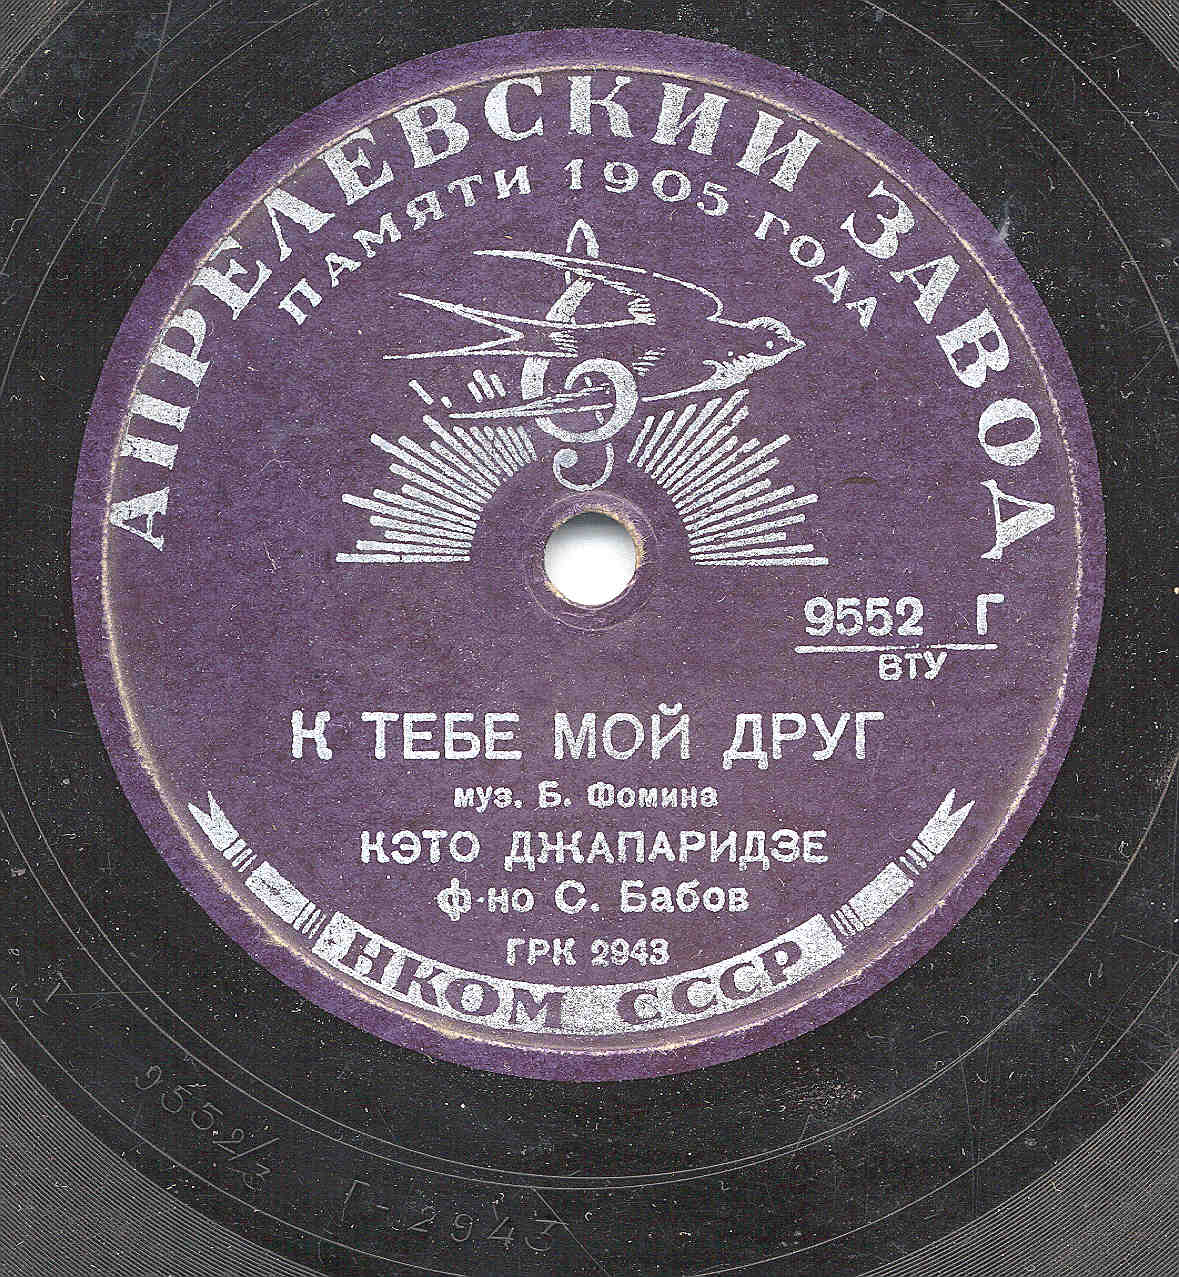 АПРЕЛЕВСКИЙ ЗАВОД
ПАМЯТИ 1905 ГОДА
9552 Г
ВТУ
К ТЕБЕ МОЙ ДРУГ
муз. Б. Фомина
КЭТО ДЖАПАРИДЗЕ
ф-но С. Бабов
ГРК 2943
НКОМ СССР
9552/3 Г-2943